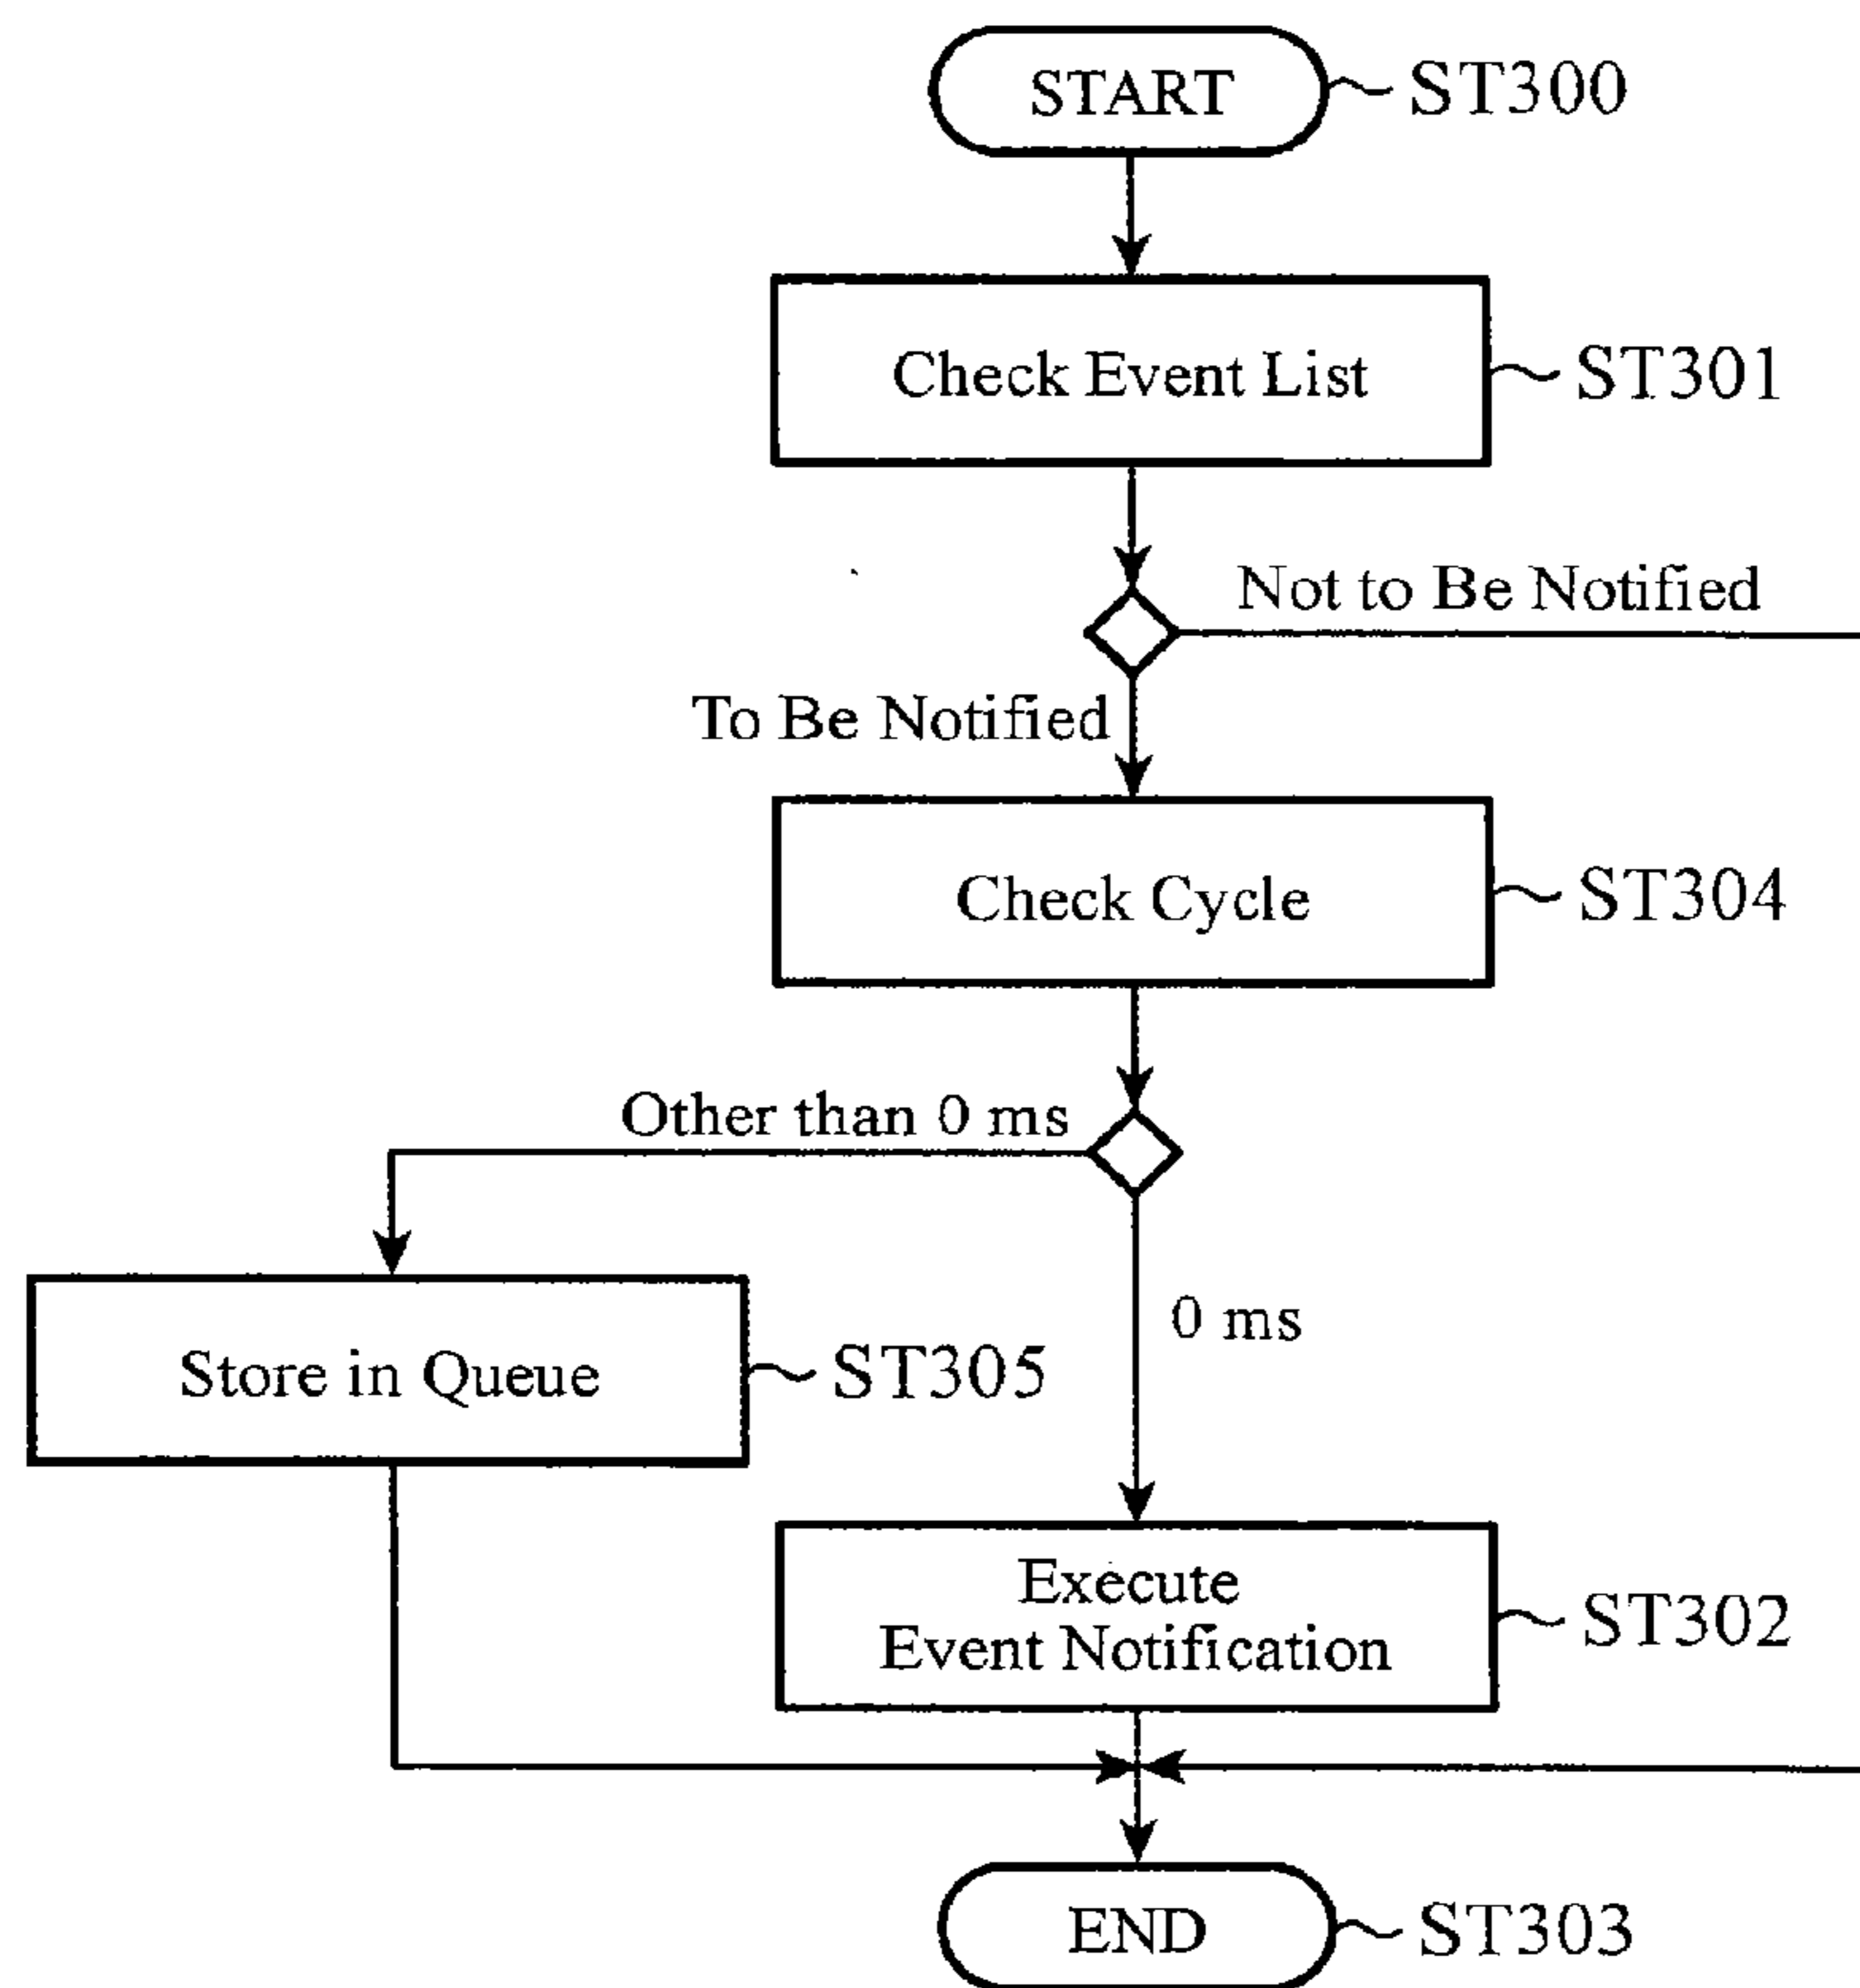 START
ST300
Check Event List
ST301
Not to Be Notified
To Be Notified
Check Cycle
ST304
Other than 0 ms
0 ms
Store in Queue
ST305
Execute
Event Notification
ST302
END
ST303